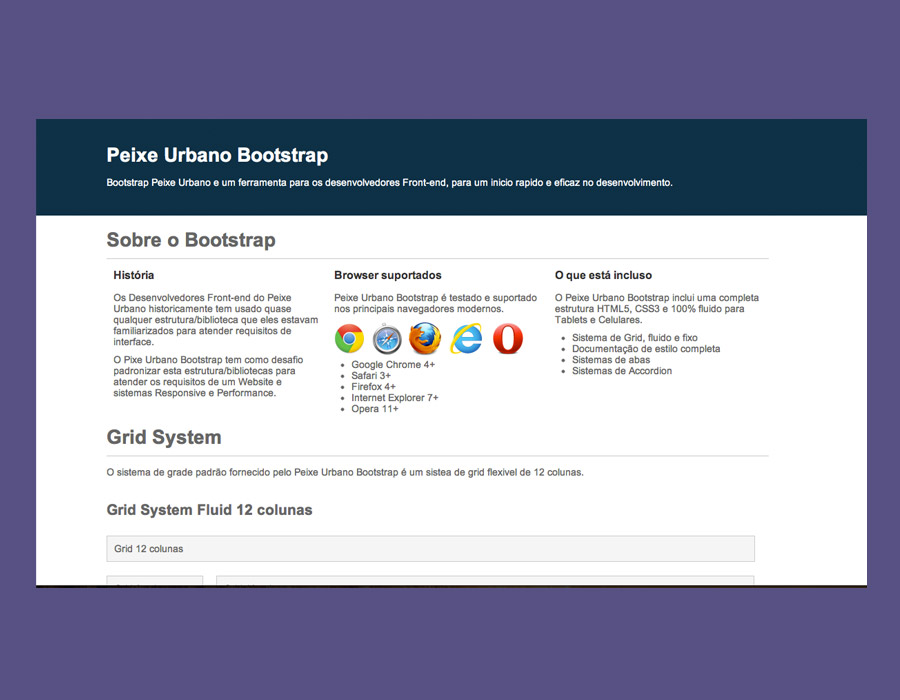 Peixe Urbano Bootstrap
Bootstrap Peixe Urbano e um ferramenta para os desenvolvedores Front-end, para um inicio rapido e eficaz no desenvolvimento.
Sobre o Bootstrap
História
Os Desenvolvedores Front-end do Peixe
Urbano historicamente tem usado quase
qualquer estrutura/biblioteca que eles estavam
familiarizados para atender requisitos de
interface.
O Pixe Urbano Bootstrap tem como desafio
padronizar esta estrutura/bibliotecas para
atender os requisitos de um Website e
sistemas Responsive e Performance.
Browser suportados
Peixe Urbano Bootstrap é testado e suportado
nos principais navegadores modernos.
Google Chrome 4+
Safari 3+
Firefox 4+
Internet Explorer 7+
Opera 11+
O que está incluso
O Peixe Urbano Bootstrap inclui uma completa
estrutura HTML5, CSS3 e 100% fluido para
Tablets e Celulares.
Sistema de Grid, fluido e fixo
Documentação de estilo completa
Sistemas de abas
Sistemas de Accordion
Grid System
O sistema de grade padrão fornecido pelo Peixe Urbano Bootstrap é um sistea de grid flexivel de 12 colunas.
Grid System Fluid 12 colunas
Grid 12 colunas